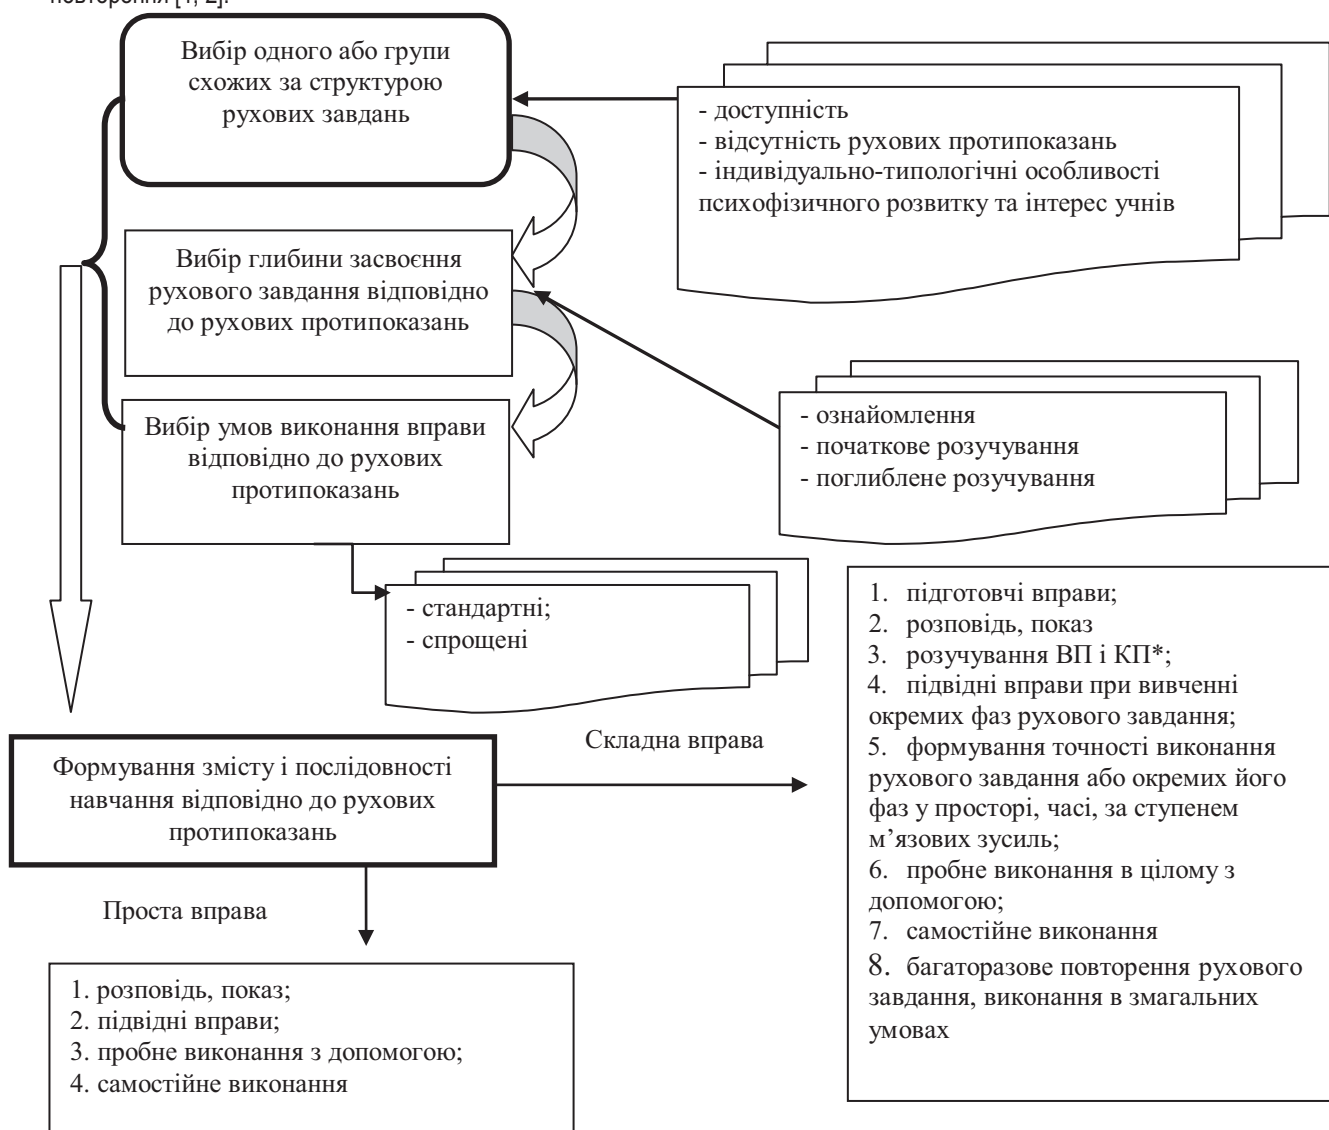 повторення [1, 2].
Вибір одного або групи
схожих за структурою
рухових завдань
- доступність
- відсутність рухових протипоказань
- індивідуально-типологічні особливості
психофізичного розвитку та інтерес учнів
Вибір глибини засвоєння
рухового завдання відповідно
до рухових протипоказань
- ознайомлення
- початкове розучування
- поглиблене розучування
Вибір умов виконання вправи
відповідно до рухових
протипоказань
- стандартні;
- спрощені
Формування змісту і послідовності
навчання відповідно до рухових
протипоказань
Складна вправа
1. підготовчі вправи;
2. розповідь, показ
3. розучування ВП і КП*;
4. підвідні вправи при вивченні
окремих фаз рухового завдання;
5. формування точності виконання
рухового завдання або окремих його
фаз у просторі, часі, за ступенем
м’язових зусиль;
6. пробне виконання в цілому з
допомогою;
7. самостійне виконання
8. багаторазове повторення рухового
завдання, виконання в змагальних
умовах
Проста вправа
1. розповідь, показ;
2. підвідні вправи;
3. пробне виконання з допомогою;
4. самостійне виконання